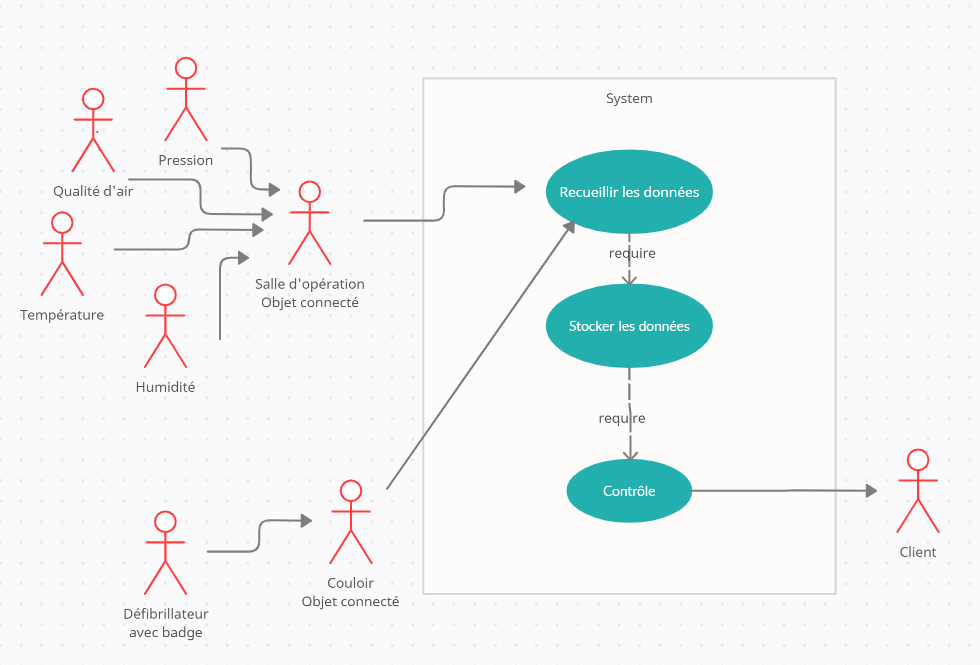 System
Pression
Qualité d'air
Recueillir les données
require
Salle d'opération
Objet connecté
Température
Stocker les données
Humidité
require
Contrôle
Client
Couloir
Objet connecté
Défibrillateur
avec badge